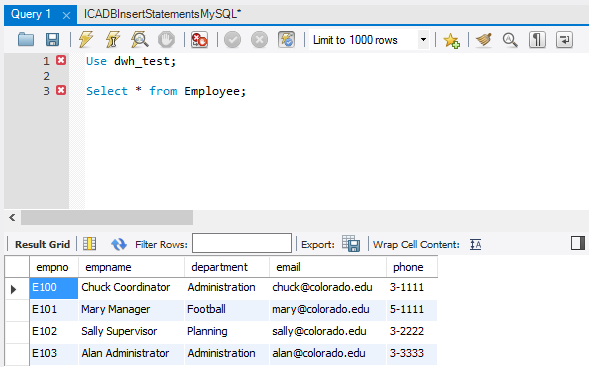 Query 1 ICADBInsertStatementsMySQL*
Limit to 1000 rows
1 Use dwh_test;
2
3 Select * from Employee;
Result Grid Filter Rows: Export: Wrap Cell Content:
empno empname department email phone
E100 Chuck Coordinator Administration chuck@colorado.edu 3-1111
E101 Mary Manager Football mary@colorado.edu 5-1111
E102 Sally Supervisor Planning sally@colorado.edu 3-2222
E103 Alan Administrator Administration alan@colorado.edu 3-3333